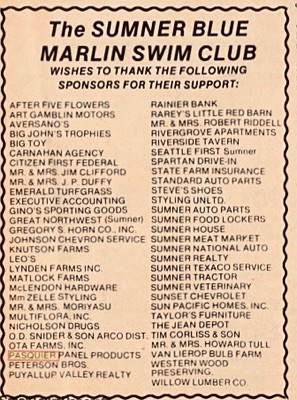 The SUMNER BLUE
MARLIN SWIM CLUB
WISHES TO THANK THE FOLLOWING
SPONSORS FOR THEIR SUPPORT:
AFTER FIVE FLOWERS
ART GAMBLIN MOTORS
AVERSANO'S
BIG JOHN'S TROPHIES
BIG TOY
CARNAHAN AGENCY
CITIZEN FIRST FEDERAL
MR. & MRS. JIM CLIFFORD
MR. & MRS. J. P. DUFFY
EMERALD TURFGRASS
EXECUTIVE ACCOUNTING
GINO'S SPORTING GOODS
GREAT NORTHWEST (Sumner)
GREGORY S. HORN CO., INC.
JOHNSON CHEVRON SERVICE
KNUTSON FARMS
LEO'S
LYNDEN FARMS INC.
MATLOCK FARMS
McLENDON HARDWARE
Mm ZELLE STYLING
MR. & MRS. MORIYASU
MULTIFLORA, INC.
NICHOLSON DRUGS
O.D. SNIDER & SON ARCO DIST.
OTA FARMS, INC.
PASQUIER PANEL PRODUCTS
PETERSON BROS.
PUYALLUP VALLEY REALTY
RAINIER BANK
RAREY'S LITTLE RED BARN
MR. & MRS. ROBERT RIDDELL
RIVERGROVE APARTMENTS
RIVERSIDE TAVERN
SEATTLE FIRST Sumner
SPARTAN DRIVE-IN
STATE FARM INSURANCE
STANDARD AUTO PARTS
STEVE'S SHOES
STYLING UNLTD.
SUMNER AUTO PARTS
SUMNER FOOD LOCKERS
SUMNER HOUSE
SUMNER MEAT MARKET
SUMNER NATIONAL AUTO
SUMNER REALTY
SUMNER TEXACO SERVICE
SUMNER TRACTOR
SUMNER VETERINARY
SUNSET CHEVROLET
SUN PACIFIC HOMES, INC.
TAYLOR'S FURNITURE
THE JEAN DEPOT
TIM CORLISS & SON
MR. & MRS. HOWARD TULL
VAN LIEROP BULB FARM
WESTERN WOOD
PRESERVING.
WILLOW LUMBER CO.